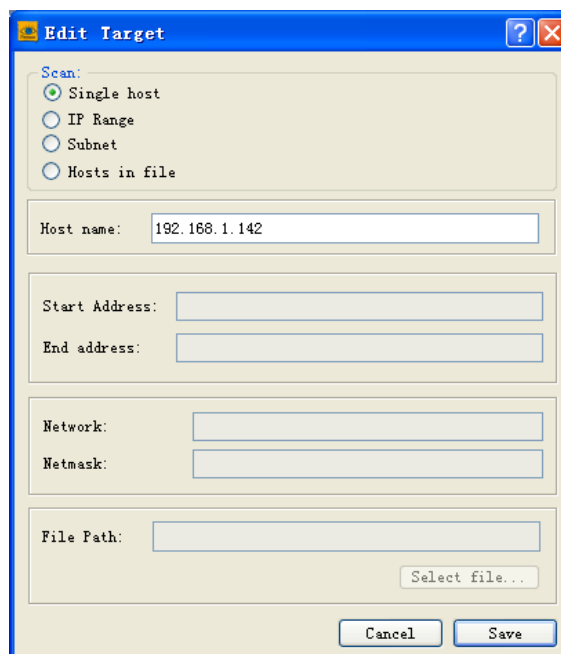 Edit Target
Scan:
Single host
IP Range
Subnet
Hosts in file
Host name: 192.168.1.142
Start Address:
End address:
Network:
Netmask:
File Path:
Select file...
Cancel Save